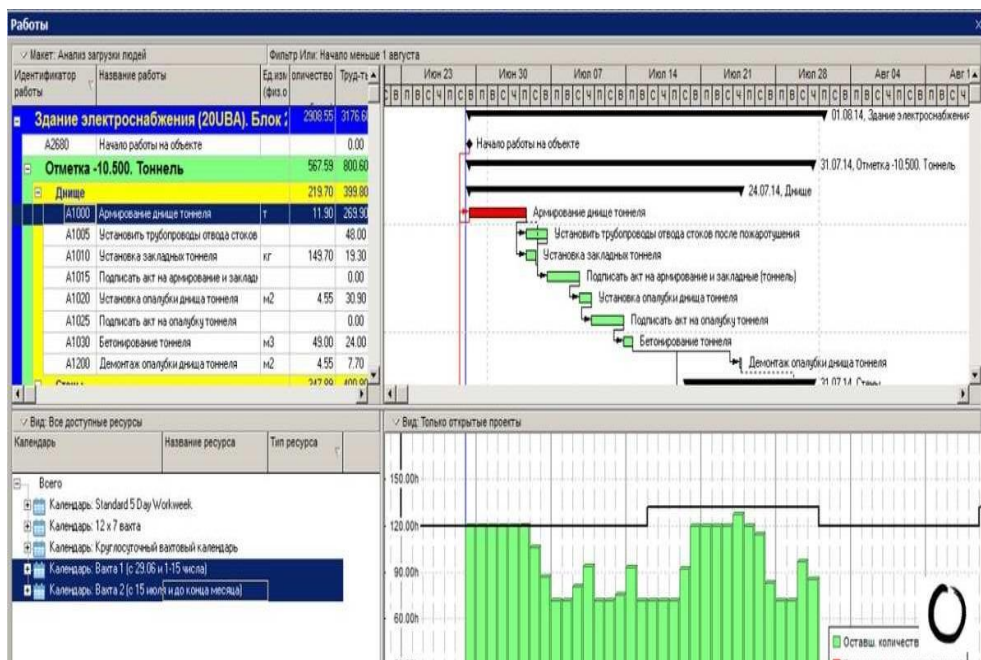 Работы
Макет: Анализ загрузки людей
Фильтр Или: Начало меньше 1 августа
Идентификатор работы
Название работы
Ед.изм (физ.о
оличество
Труд-ть
Июн 23
Июн 30
Июл 07
Июл 14
Июл 21
Июл 28
Авг 04
Авг 1
Здание электроснабжения (20UBA). Блок 2908.55 3176.60
A2680 Начало работы на объекте 0.00
Отметка -10.500. Тоннель 567.59 800.60
Днище 219.70 399.80
A1000 Армирование днище тоннеля т 11.90 269.90
A1005 Установить трубопроводы отвода стоков 48.00
A1010 Установка закладных тоннеля кг 149.70 19.30
A1015 Подписать акт на армирование и заклад 0.00
A1020 Установка опалубки днища тоннеля м2 4.55 30.90
A1025 Подписать акт на опалубку тоннеля 0.00
A1030 Бетонирование тоннеля м3 49.00 24.00
A1200 Демонтаж опалубки днища тоннеля м2 4.55 7.70
Стены 247.99 400.80
01.08.14, Здание электроснабжения
Начало работы на объекте
31.07.14, Отметка -10.500. Тоннель
24.07.14, Днище
Армирование днище тоннеля
Установить трубопроводы отвода стоков после пожаротушения
Установка закладных тоннеля
Подписать акт на армирование и закладные (тоннель)
Установка опалубки днища тоннеля
Подписать акт на опалубку тоннеля
Бетонирование тоннеля
Демонтаж опалубки днища тоннеля
31.07.14, Стены
Вид: Все доступные ресурсы
Календарь
Название ресурса
Тип ресурса
Всего
Календарь: Standard 5 Day Workweek
Календарь: 12 x 7 вахта
Календарь: Круглосуточный вахтовый календарь
Календарь: Вахта 1 (с 29.06 и 1-15 числа)
Календарь: Вахта 2 (с 15 июля и до конца месяца)
Вид: Только открытые проекты
150.00h
120.00h
90.00h
60.00h
Оставш. количеств